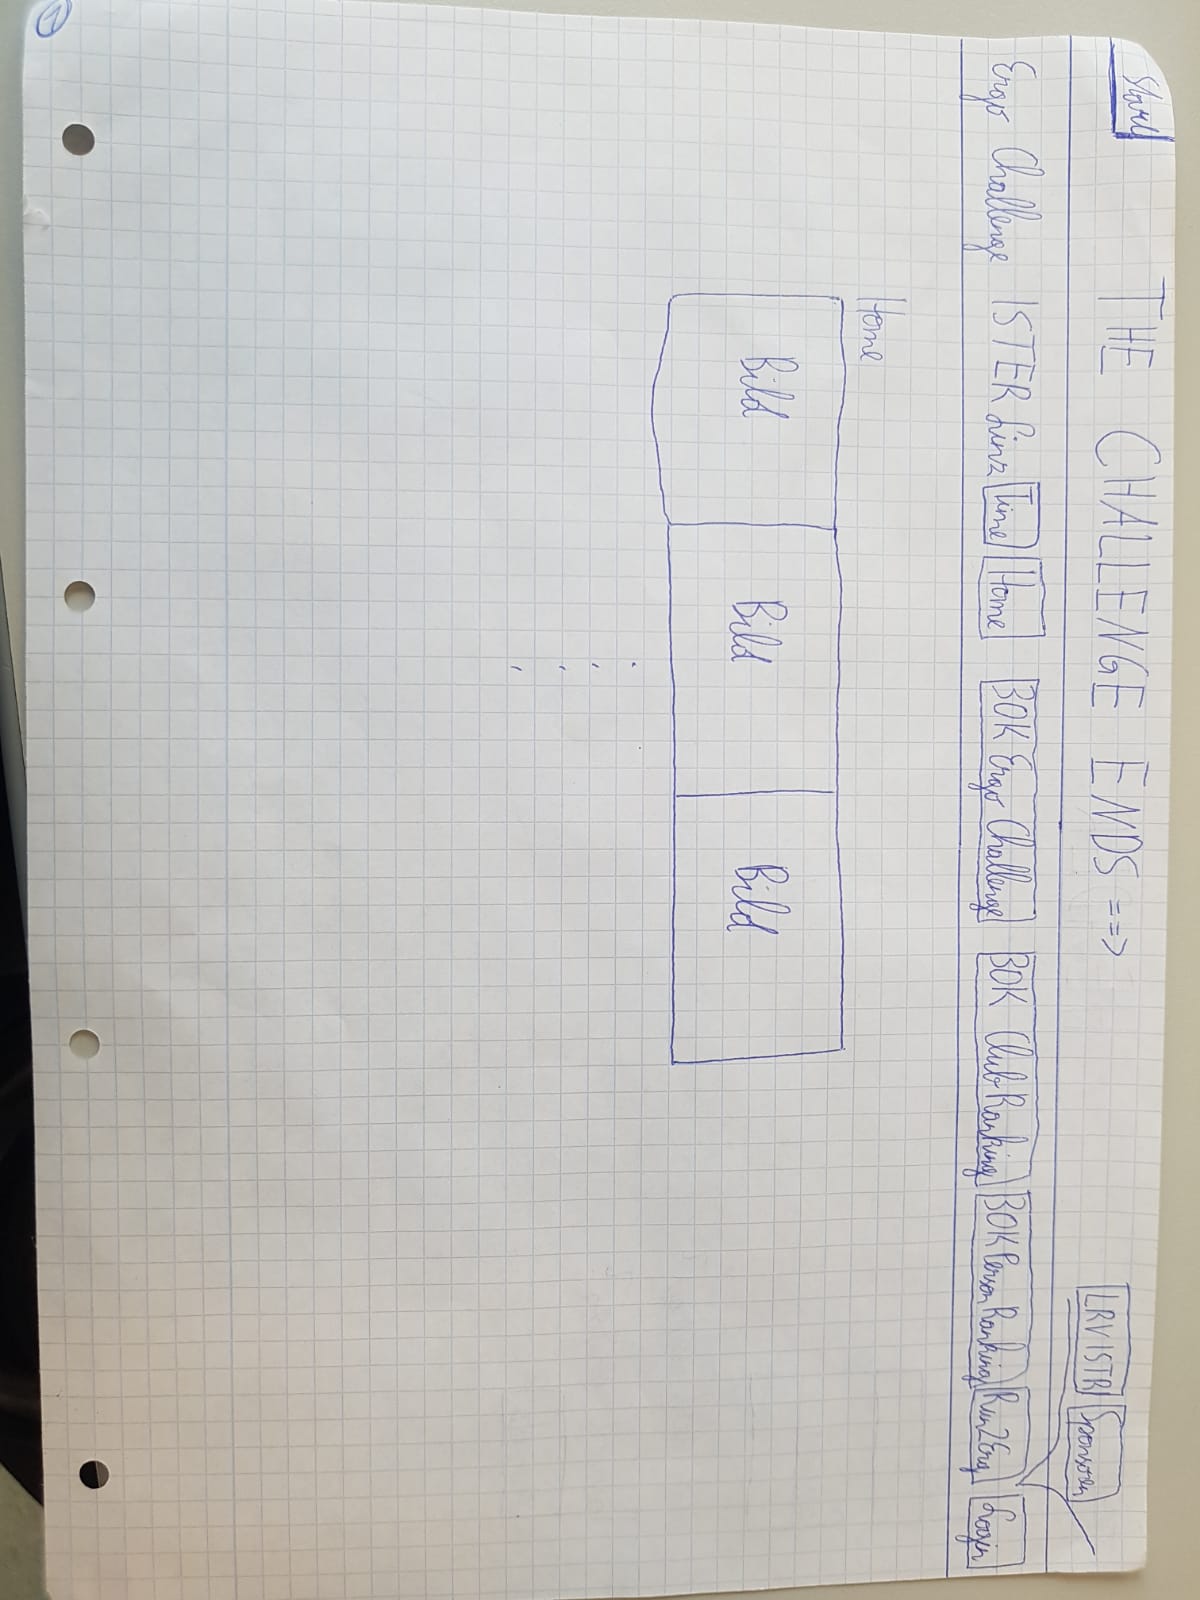 Start
THE CHALLENGE ENDS ==>
LRV ISTR Sponsoren
Ergo Challenge ISTER Linz Time Home 30K Ergo Challenge 30K Club Ranking 30K Person Ranking Run2Erg Login
Home
Bild Bild Bild